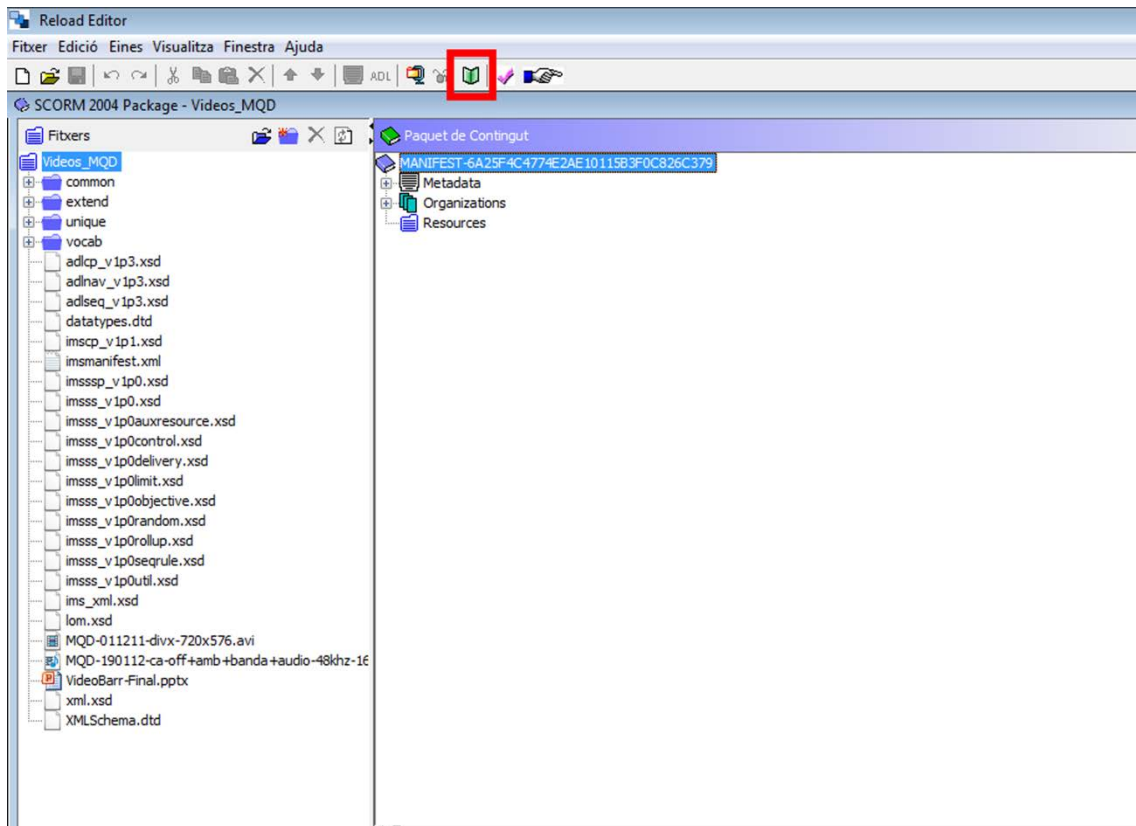 Reload Editor
Fitxer Edició Eines Visualitza Finestra Ajuda
ADL
SCORM 2004 Package - Videos_MQD
Fitxers
Paquet de Contingut
Videos_MQD
common
extend
unique
vocab
adlcp_v1p3.xsd
adlnav_v1p3.xsd
adlseq_v1p3.xsd
datatypes.dtd
imscp_v1p1.xsd
imsmanifest.xml
imsssp_v1p0.xsd
imsss_v1p0.xsd
imsss_v1p0auxresource.xsd
imsss_v1p0control.xsd
imsss_v1p0delivery.xsd
imsss_v1p0limit.xsd
imsss_v1p0objective.xsd
imsss_v1p0random.xsd
imsss_v1p0rollup.xsd
imsss_v1p0seqrule.xsd
imsss_v1p0util.xsd
ims_xml.xsd
lom.xsd
MQD-011211-divx-720x576.avi
MQD-190112-ca-off+amb+banda+audio-48khz-16
VideoBarr-Final.pptx
xml.xsd
XMLSchema.dtd
MANIFEST-6A25F4C4774E2AE10115B3F0C826C379
Metadata
Organizations
Resources